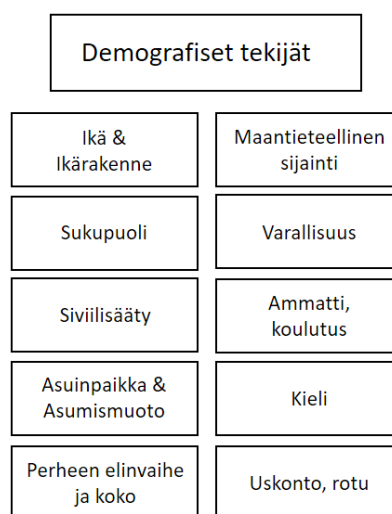 Demografiset tekijät
Ikä &
Ikärakenne
Maantieteellinen
sijainti
Sukupuoli
Varallisuus
Siviilisääty
Ammatti,
koulutus
Asuinpaikka &
Asumismuoto
Kieli
Perheen elinvaihe
ja koko
Uskonto, rotu